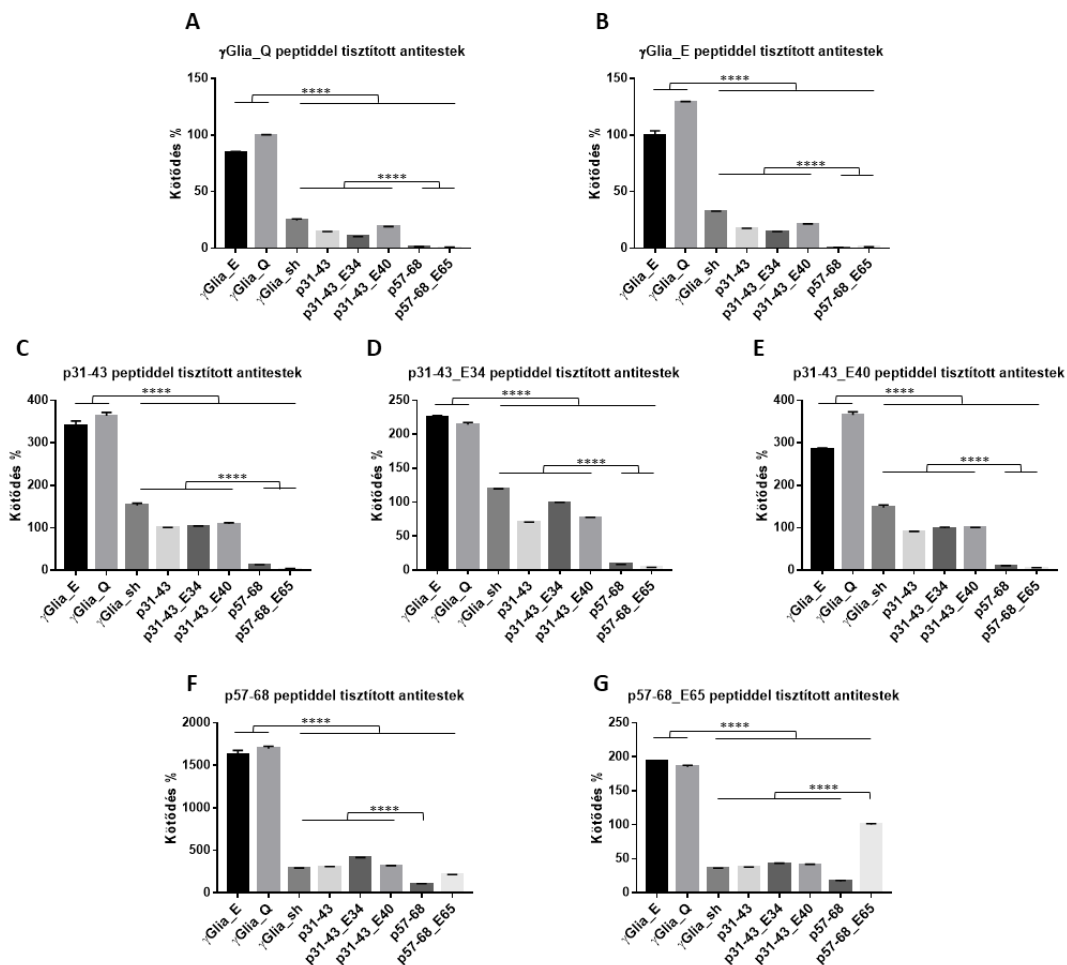 A
γGlia_Q peptiddel tisztított antitestek
Kötődés %
150
100
50
0
****
****
γGlia_E
γGlia_Q
γGlia_sh
p31-43
p31-43_E34
p31-43_E40
p57-68
p57-68_E65
B
γGlia_E peptiddel tisztított antitestek
Kötődés %
150
100
50
0
****
****
γGlia_E
γGlia_Q
γGlia_sh
p31-43
p31-43_E34
p31-43_E40
p57-68
p57-68_E65
C
p31-43 peptiddel tisztított antitestek
Kötődés %
400
300
200
100
0
****
****
γGlia_E
γGlia_Q
γGlia_sh
p31-43
p31-43_E34
p31-43_E40
p57-68
p57-68_E65
D
p31-43_E34 peptiddel tisztított antitestek
Kötődés %
250
200
150
100
50
0
****
****
γGlia_E
γGlia_Q
γGlia_sh
p31-43
p31-43_E34
p31-43_E40
p57-68
p57-68_E65
E
p31-43_E40 peptiddel tisztított antitestek
Kötődés %
400
300
200
100
0
****
****
γGlia_E
γGlia_Q
γGlia_sh
p31-43
p31-43_E34
p31-43_E40
p57-68
p57-68_E65
F
p57-68 peptiddel tisztított antitestek
Kötődés %
2000
1500
1000
500
0
****
****
γGlia_E
γGlia_Q
γGlia_sh
p31-43
p31-43_E34
p31-43_E40
p57-68
p57-68_E65
G
p57-68_E65 peptiddel tisztított antitestek
Kötődés %
250
200
150
100
50
0
****
****
γGlia_E
γGlia_Q
γGlia_sh
p31-43
p31-43_E34
p31-43_E40
p57-68
p57-68_E65